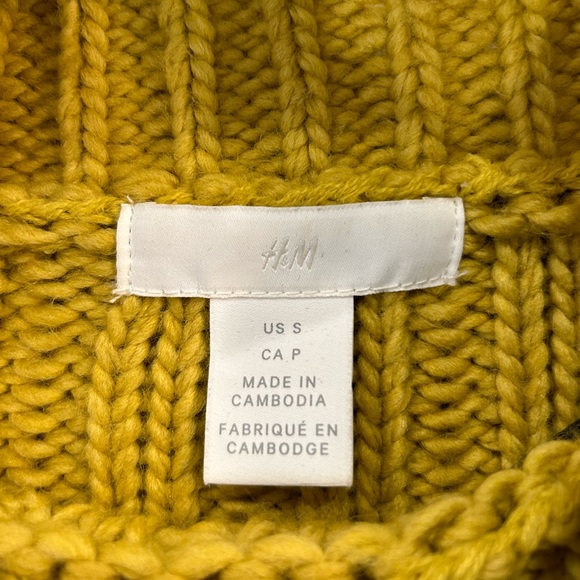 H&M
US S
CA P
MADE IN
CAMBODIA
FABRIQUÉ EN
CAMBODGE